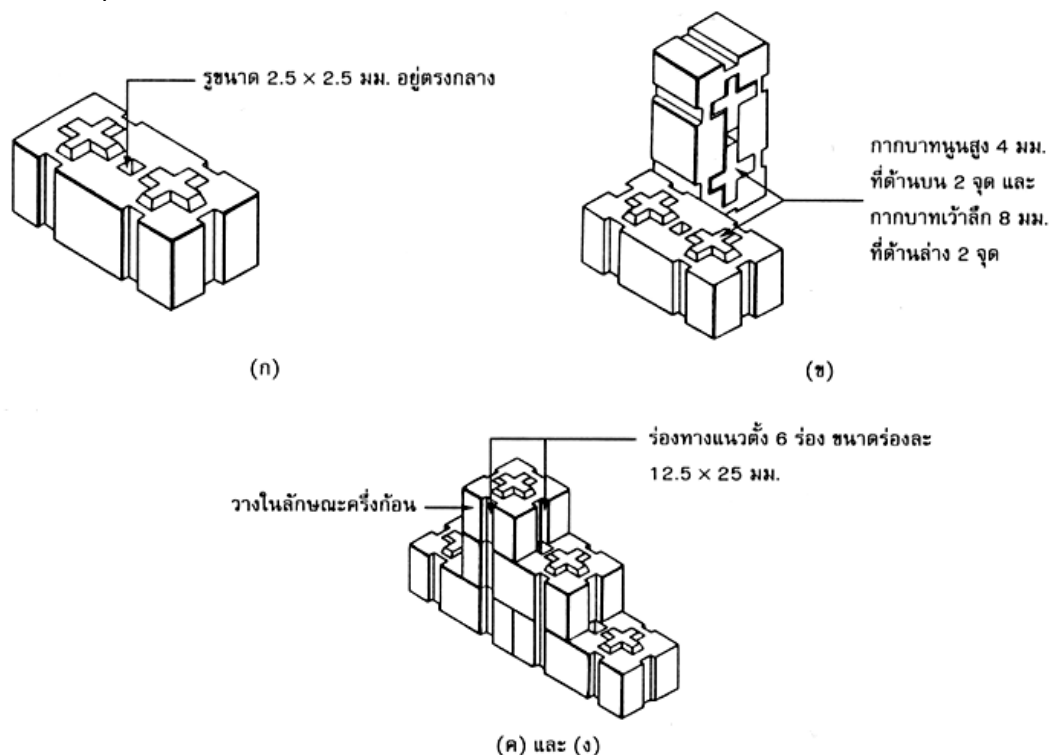 รูขนาด 2.5 × 2.5 มม. อยู่ตรงกลาง
กากบาทนูนสูง 4 มม.
ที่ด้านบน 2 จุด และ
กากบาทเว้าลึก 8 มม.
ที่ด้านล่าง 2 จุด
(ก)
(ข)
ร่องทางแนวตั้ง 6 ร่อง ขนาดร่องละ
12.5 × 25 มม.
วางในลักษณะครึ่งก้อน
(ค) และ (ง)